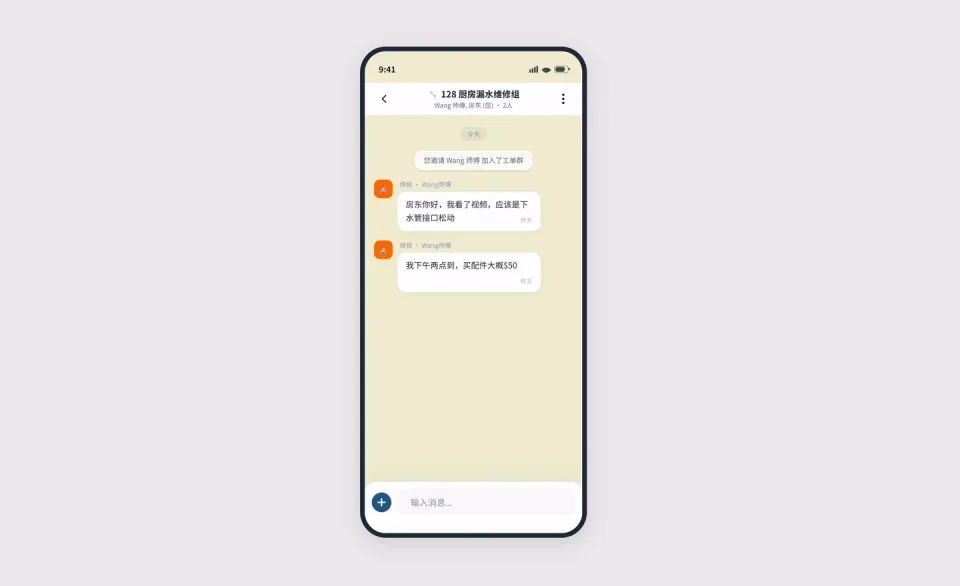 9:41
128 厨房漏水维修组
Wang 师傅, 房东 (您) · 2人
今天
您邀请 Wang 师傅 加入了工单群
维修 · Wang师傅
房东你好，我看了视频，应该是下
水管接口松动
昨天
维修 · Wang师傅
我下午两点到，买配件大概$50
昨天
输入消息...